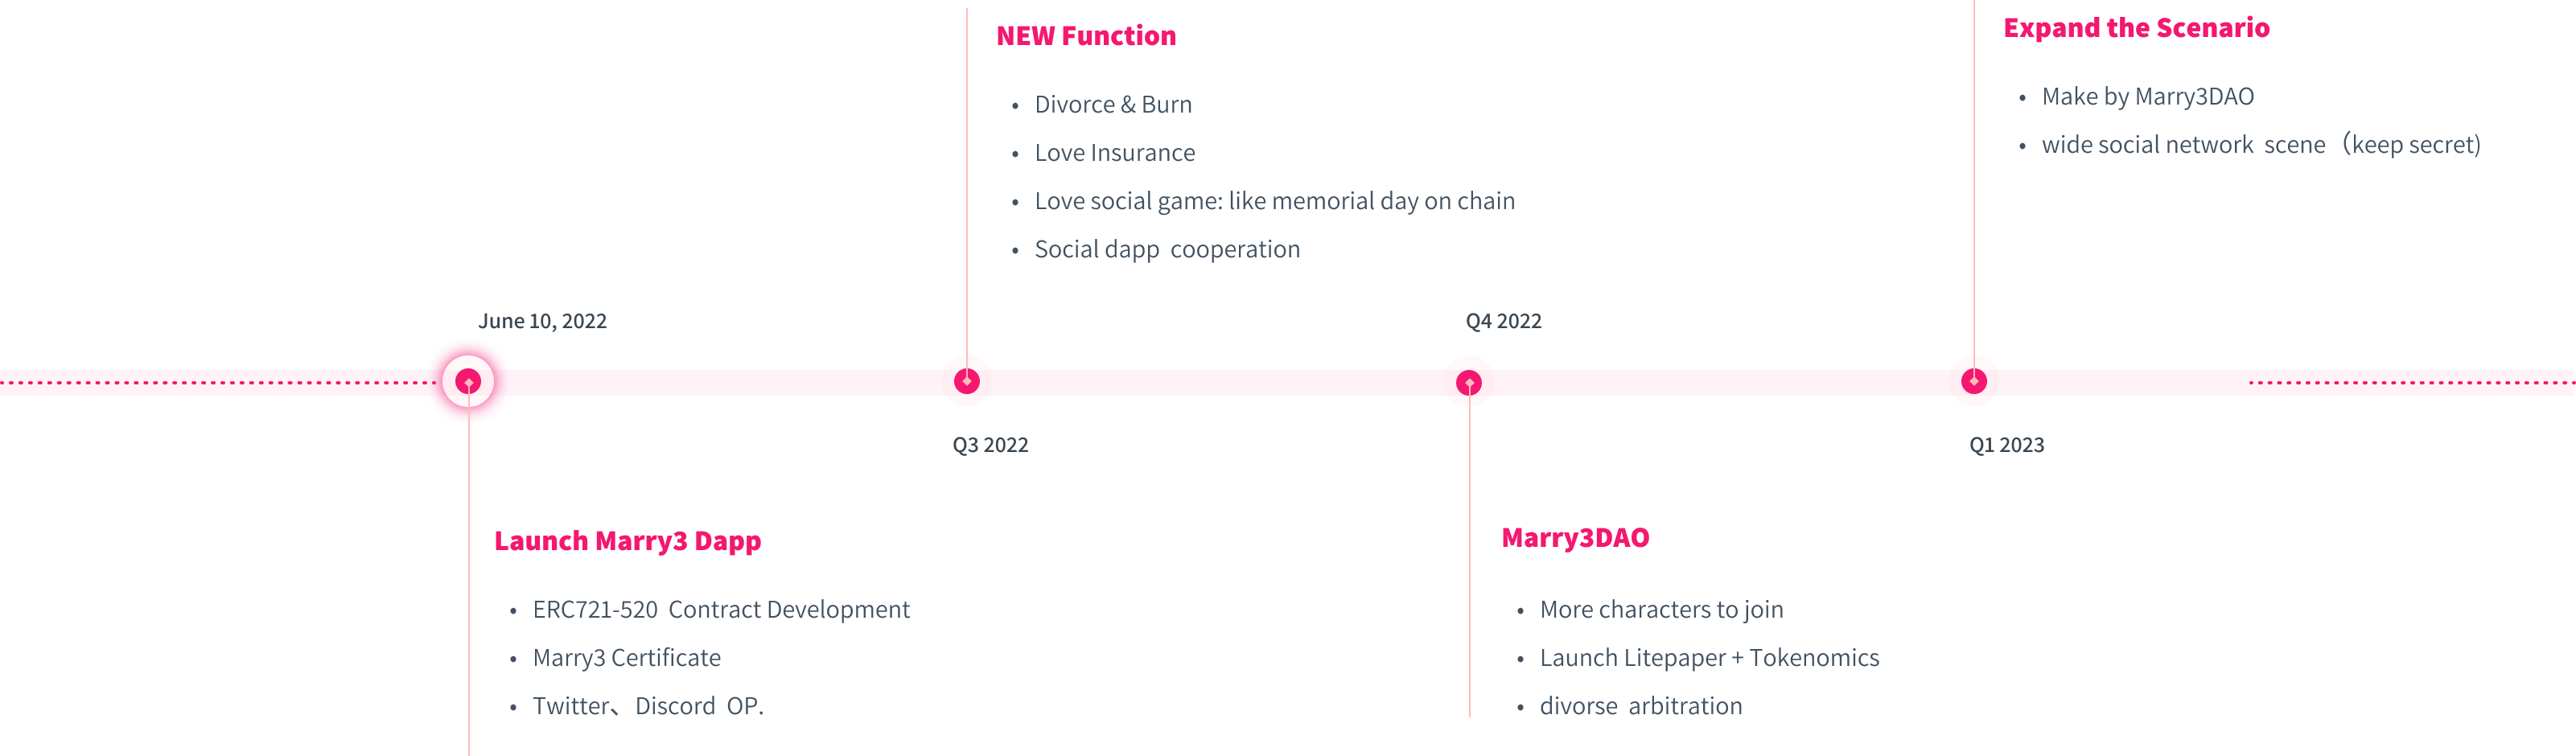 NEW Function
• Divorce & Burn
• Love Insurance
• Love social game: like memorial day on chain
• Social dapp  cooperation
Expand the Scenario
• Make by Marry3DAO
• wide social network  scene（keep secret)
June 10, 2022
Q4 2022
Q3 2022
Q1 2023
Launch Marry3 Dapp
• ERC721-520  Contract Development
• Marry3 Certificate
• Twitter、Discord  OP.
Marry3DAO
• More characters to join
• Launch Litepaper + Tokenomics
• divorse  arbitration